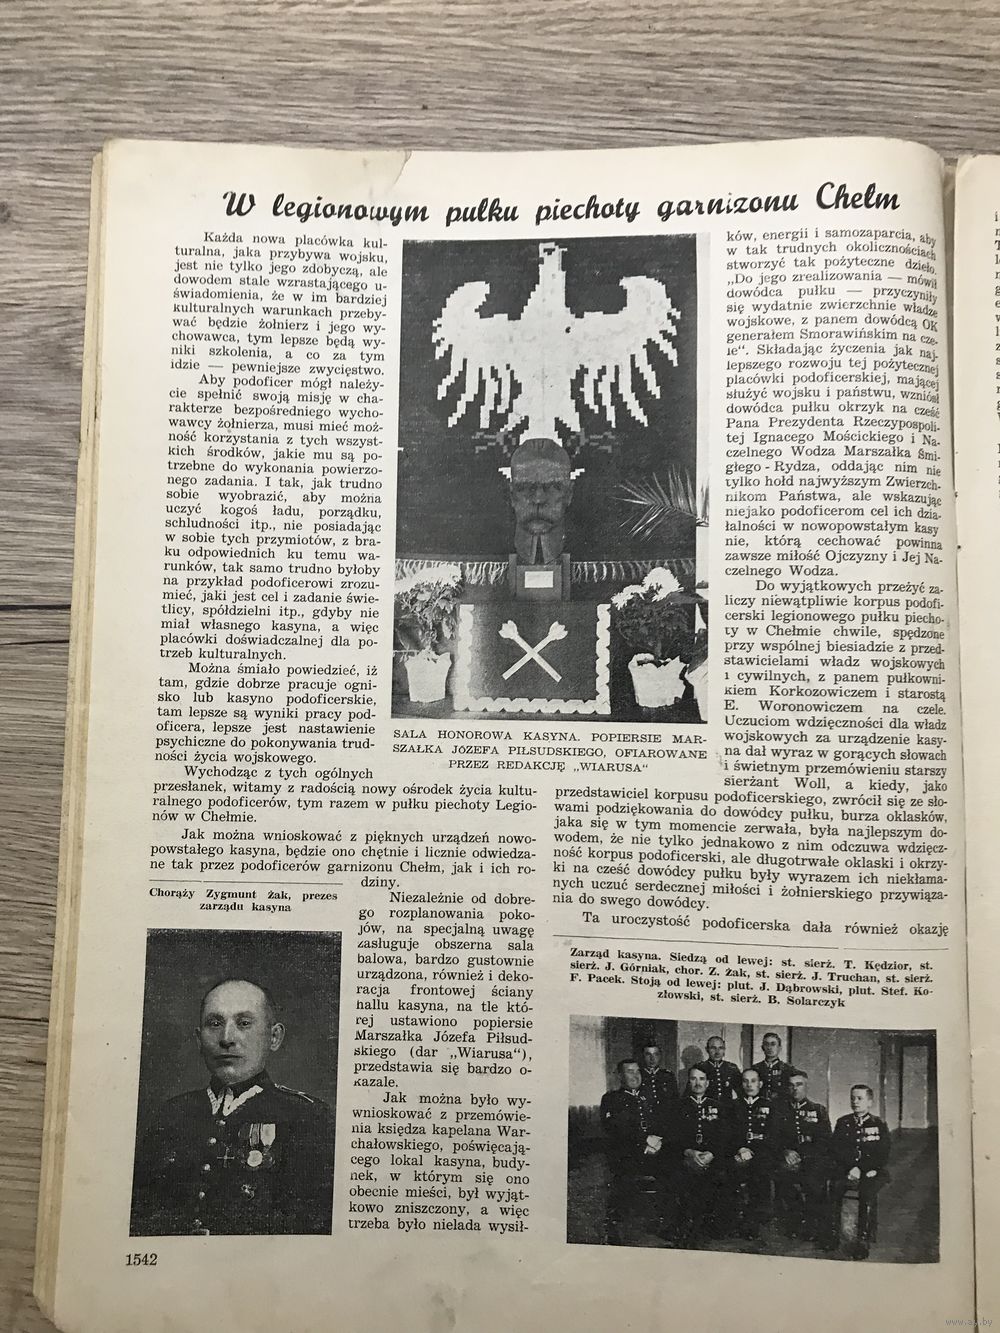 W legionowym pułku piechoty garnizonu Chełm
Każda nowa placówka kul-
turalna, jaka przybywa wojsku,
jest nie tylko jego zdobyczą, ale
dowodem stale wzrastającego u-
świadomienia, że w im bardziej
kulturalnych warunkach przeby-
wać będzie żołnierz i jego wy-
chowawca, tym lepsze będą wy-
niki szkolenia, a co za tym
idzie — pewniejsze zwycięstwo.
Aby podoficer mógł należy-
cie spełnić swoją misję w cha-
rakterze bezpośredniego wycho-
wawcy żołnierza, musi mieć moż-
ność korzystania z tych wszyst-
kich środków, jakie mu są po-
trzebne do wykonania powierzo-
nego zadania. I tak, jak trudno
sobie wyobrazić, aby można
uczyć kogoś ładu, porządku,
schludności itp., nie posiadając
w sobie tych przymiotów, z bra-
ku odpowiednich ku temu wa-
runków, tak samo trudno byłoby
na przykład podoficerowi zrozu-
mieć, jaki jest cel i zadanie świe-
tlicy, spółdzielni itp., gdyby nie
miał własnego kasyna, a więc
placówki doświadczalnej dla po-
trzeb kulturalnych.
Można śmiało powiedzieć, iż
tam, gdzie dobrze pracuje ogni-
sko lub kasyno podoficerskie,
tam lepsze są wyniki pracy pod-
oficera, lepsze jest nastawienie
psychiczne do pokonywania trud-
ności życia wojskowego.
Wychodząc z tych ogólnych
przesłanek, witamy z radością nowy ośrodek życia kultu-
ralnego podoficerów, tym razem w pułku piechoty Legio-
nów w Chełmie.
Jak można wnioskować z pięknych urządzeń nowo-
powstałego kasyna, będzie ono chętnie i licznie odwiedza-
ne tak przez podoficerów garnizonu Chełm, jak i ich ro-
dziny.
Niezależnie od dobre-
go rozplanowania poko-
jów, na specjalną uwagę
zasługuje obszerna sala
balowa, bardzo gustownie
urządzona, również i deko-
racja frontowej ściany
hallu kasyna, na tle któ-
rej ustawiono popiersie
Marszałka Józefa Piłsud-
skiego (dar „Wiarusa“),
przedstawia się bardzo o-
kazale.
Jak można było wy-
wnioskować z przemówie-
nia księdza kapelana War-
chałowskiego, poświęcają-
cego lokal kasyna, budy-
nek, w którym się ono
obecnie mieści, był wyjąt-
kowo zniszczony, a więc
trzeba było nielada wysił-
Chorąży Zygmunt Żak, prezes
zarządu kasyna
1542
SALA HONOROWA KASYNA. POPIERSIE MAR-
SZAŁKA JÓZEFA PIŁSUDSKIEGO, OFIAROWANE
PRZEZ REDAKCJĘ „WIARUSA“
ków, energii i samozaparcia, aby
w tak trudnych okolicznościach
stworzyć tak pożyteczne dzieło.
„Do jego zrealizowania — mówił
dowódca pułku — przyczyniły
się wydatnie zwierzchnie władze
wojskowe, z panem dowódcą OK
generałem Smorawińskim na cze-
le“. Składając życzenia jak naj-
lepszego rozwoju tej pożytecznej
placówki podoficerskiej, mającej
służyć wojsku i państwu, wzniósł
dowódca pułku okrzyk na cześć
Pana Prezydenta Rzeczypospoli-
tej Ignacego Mościckiego i Na-
czelnego Wodza Marszałka Śmi-
głego - Rydza, oddając nim nie
tylko hołd najwyższym Zwierzch-
nikom Państwa, ale wskazując
niejako podoficerom cel ich dzia-
łalności w nowopowstałym kasy
nie, którą cechować powinna
zawsze miłość Ojczyzny i Jej Na-
czelnego Wodza.
Do wyjątkowych przeżyć za-
liczy niewątpliwie korpus podofi-
cerski legionowego pułku piecho-
ty w Chełmie chwile, spędzone
przy wspólnej biesiadzie z przed-
stawicielami władz wojskowych
i cywilnych, z panem pułkowni-
kiem Korkozowiczem i starostą
E. Woronowiczem na czele.
Uczuciom wdzięczności dla władz
wojskowych za urządzenie kasy-
na dał wyraz w gorących słowach
i świetnym przemówieniu starszy
sierżant Woll, a kiedy, jako
przedstawiciel korpusu podoficerskiego, zwrócił się ze sło-
wami podziękowania do dowódcy pułku, burza oklasków,
jaka się w tym momencie zerwała, była najlepszym do-
wodem, że nie tylko jednakowo z nim odczuwa wdzięcz-
ność korpus podoficerski, ale długotrwałe oklaski i okrzy-
ki na cześć dowódcy pułku były wyrazem ich niekłama-
nych uczuć serdecznej miłości i żołnierskiego przywiąza-
nia do swego dowódcy.
Ta uroczystość podoficerska dała również okazję
Zarząd kasyna. Siedzą od lewej: st. sierż. T. Kędzior, st.
sierż. J. Górniak, chor. Z. Żak, st. sierż. J. Truchan, st. sierż.
F. Pacek. Stoją od lewej: plut. J. Dąbrowski, plut. Stef. Ko-
złowski, st. sierż. B. Solarczyk
www.ay.by